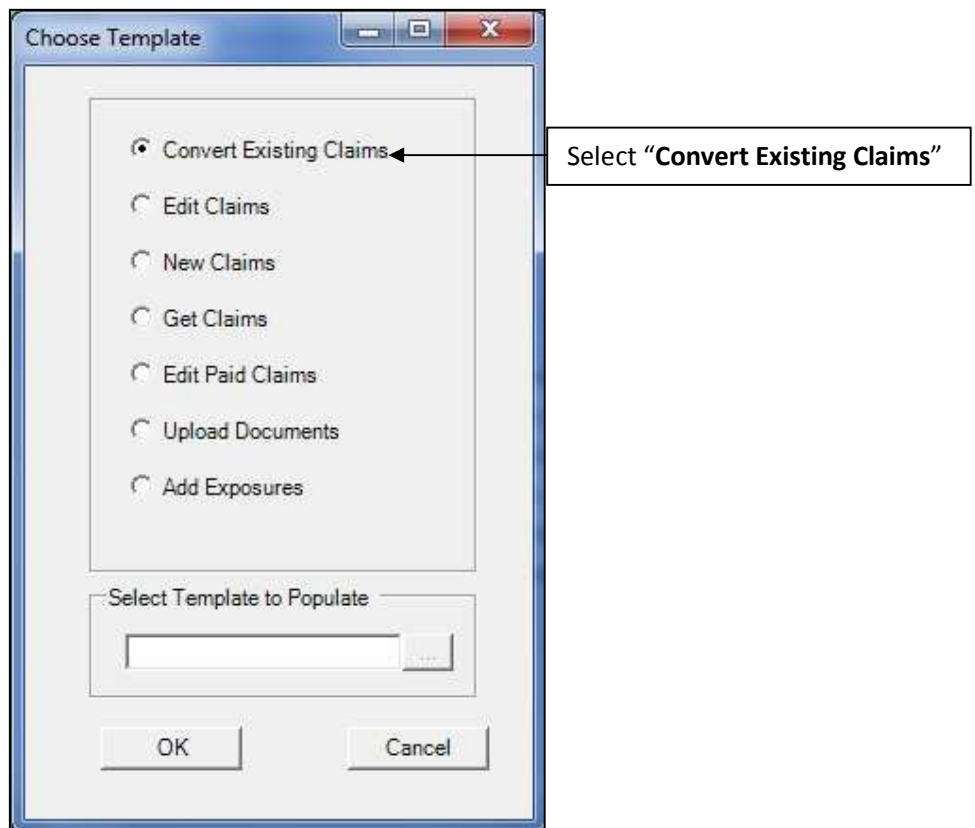 Choose Template
Convert Existing Claims
Select “Convert Existing Claims”
Edit Claims
New Claims
Get Claims
Edit Paid Claims
Upload Documents
Add Exposures
Select Template to Populate
...
OK
Cancel